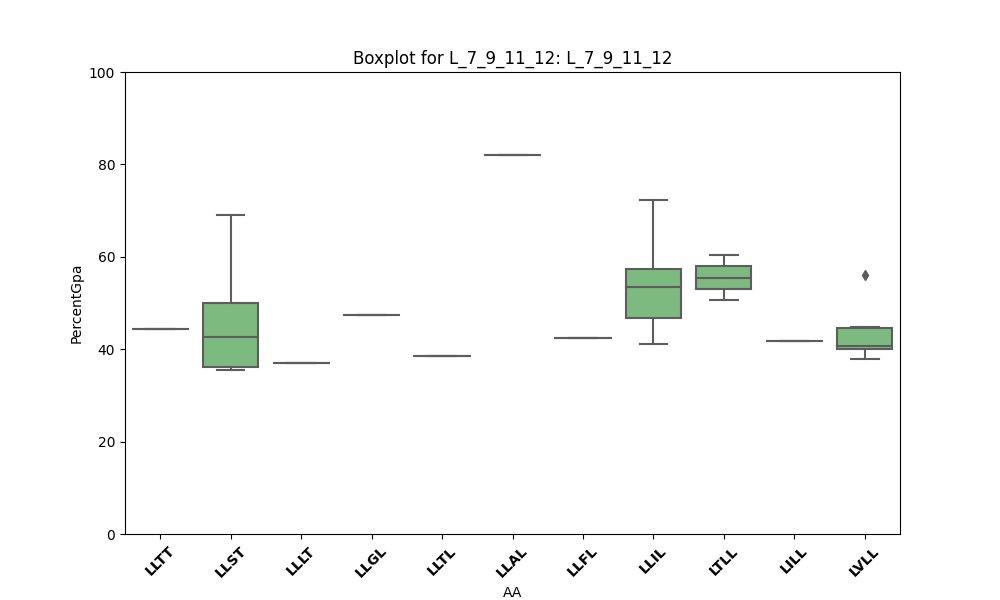 Boxplot for L_7_9_11_12: L_7_9_11_12
100
80
60
40
20
0
PercentGpa
LLTT LLST LLLT LLGL LLTL LLAL LLFL LLIL LTLL LILL LVLL
AA